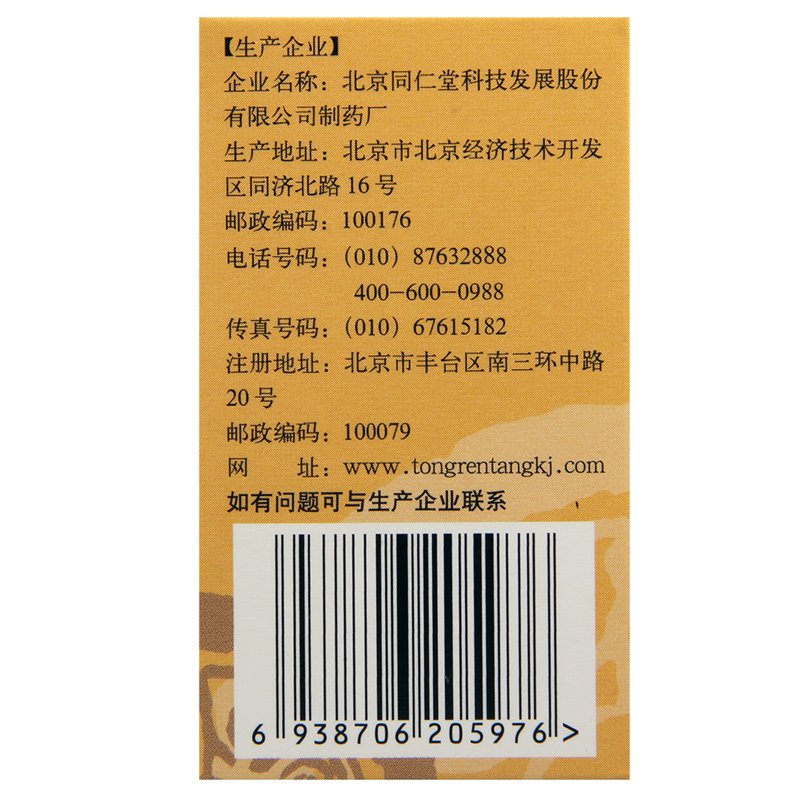 【生产企业】
企业名称：北京同仁堂科技发展股份
有限公司制药厂
生产地址：北京市北京经济技术开发
区同济北路 16 号
邮政编码：100176
电话号码：（010）87632888
400-600-0988
传真号码：（010）67615182
注册地址：北京市丰台区南三环中路
20 号
邮政编码：100079
网　　址：www.tongrentangkj.com
如有问题可与生产企业联系
6 938706 205976 >